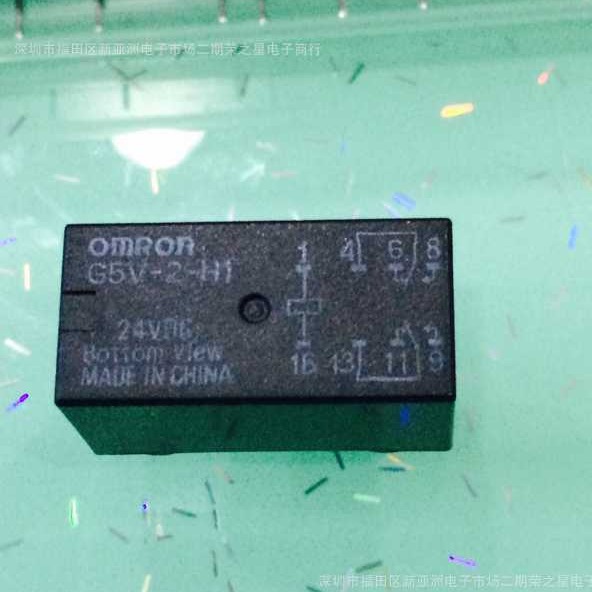 深圳市福田区新亚洲电子市场二期荣之星电子商行
OMRON
G5V-2-H1
24VDC
Bottom view
MADE IN CHINA
1 4 6 8
16 13 11 9
深圳市福田区新亚洲电子市场二期荣之星电子